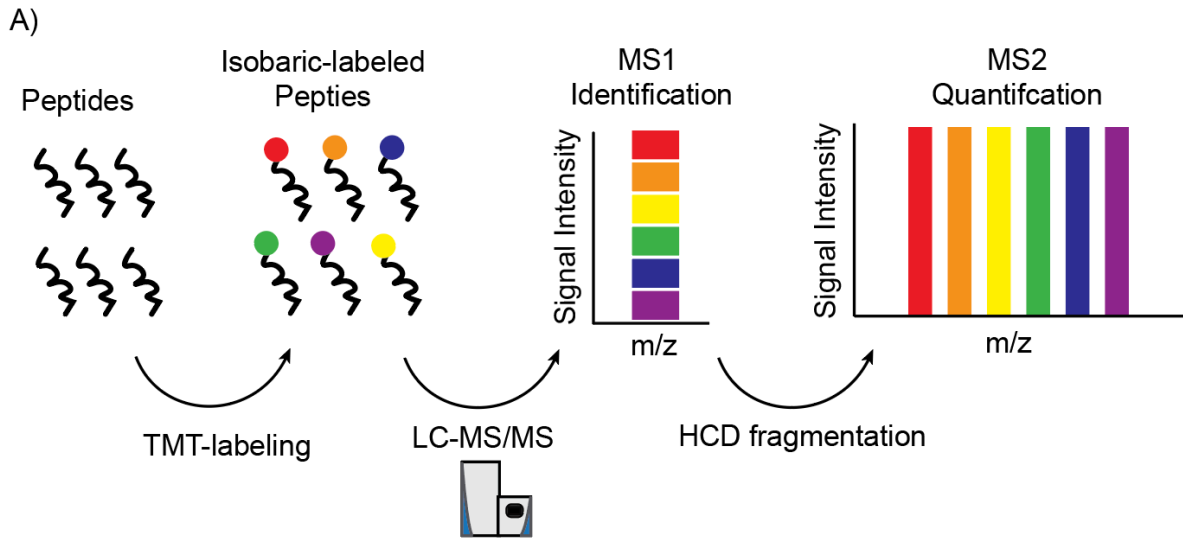 A)
Peptides
Isobaric-labeled
Pepties
MS1
Identification
MS2
Quantifcation
Signal Intensity
m/z
Signal Intensity
m/z
TMT-labeling
LC-MS/MS
HCD fragmentation